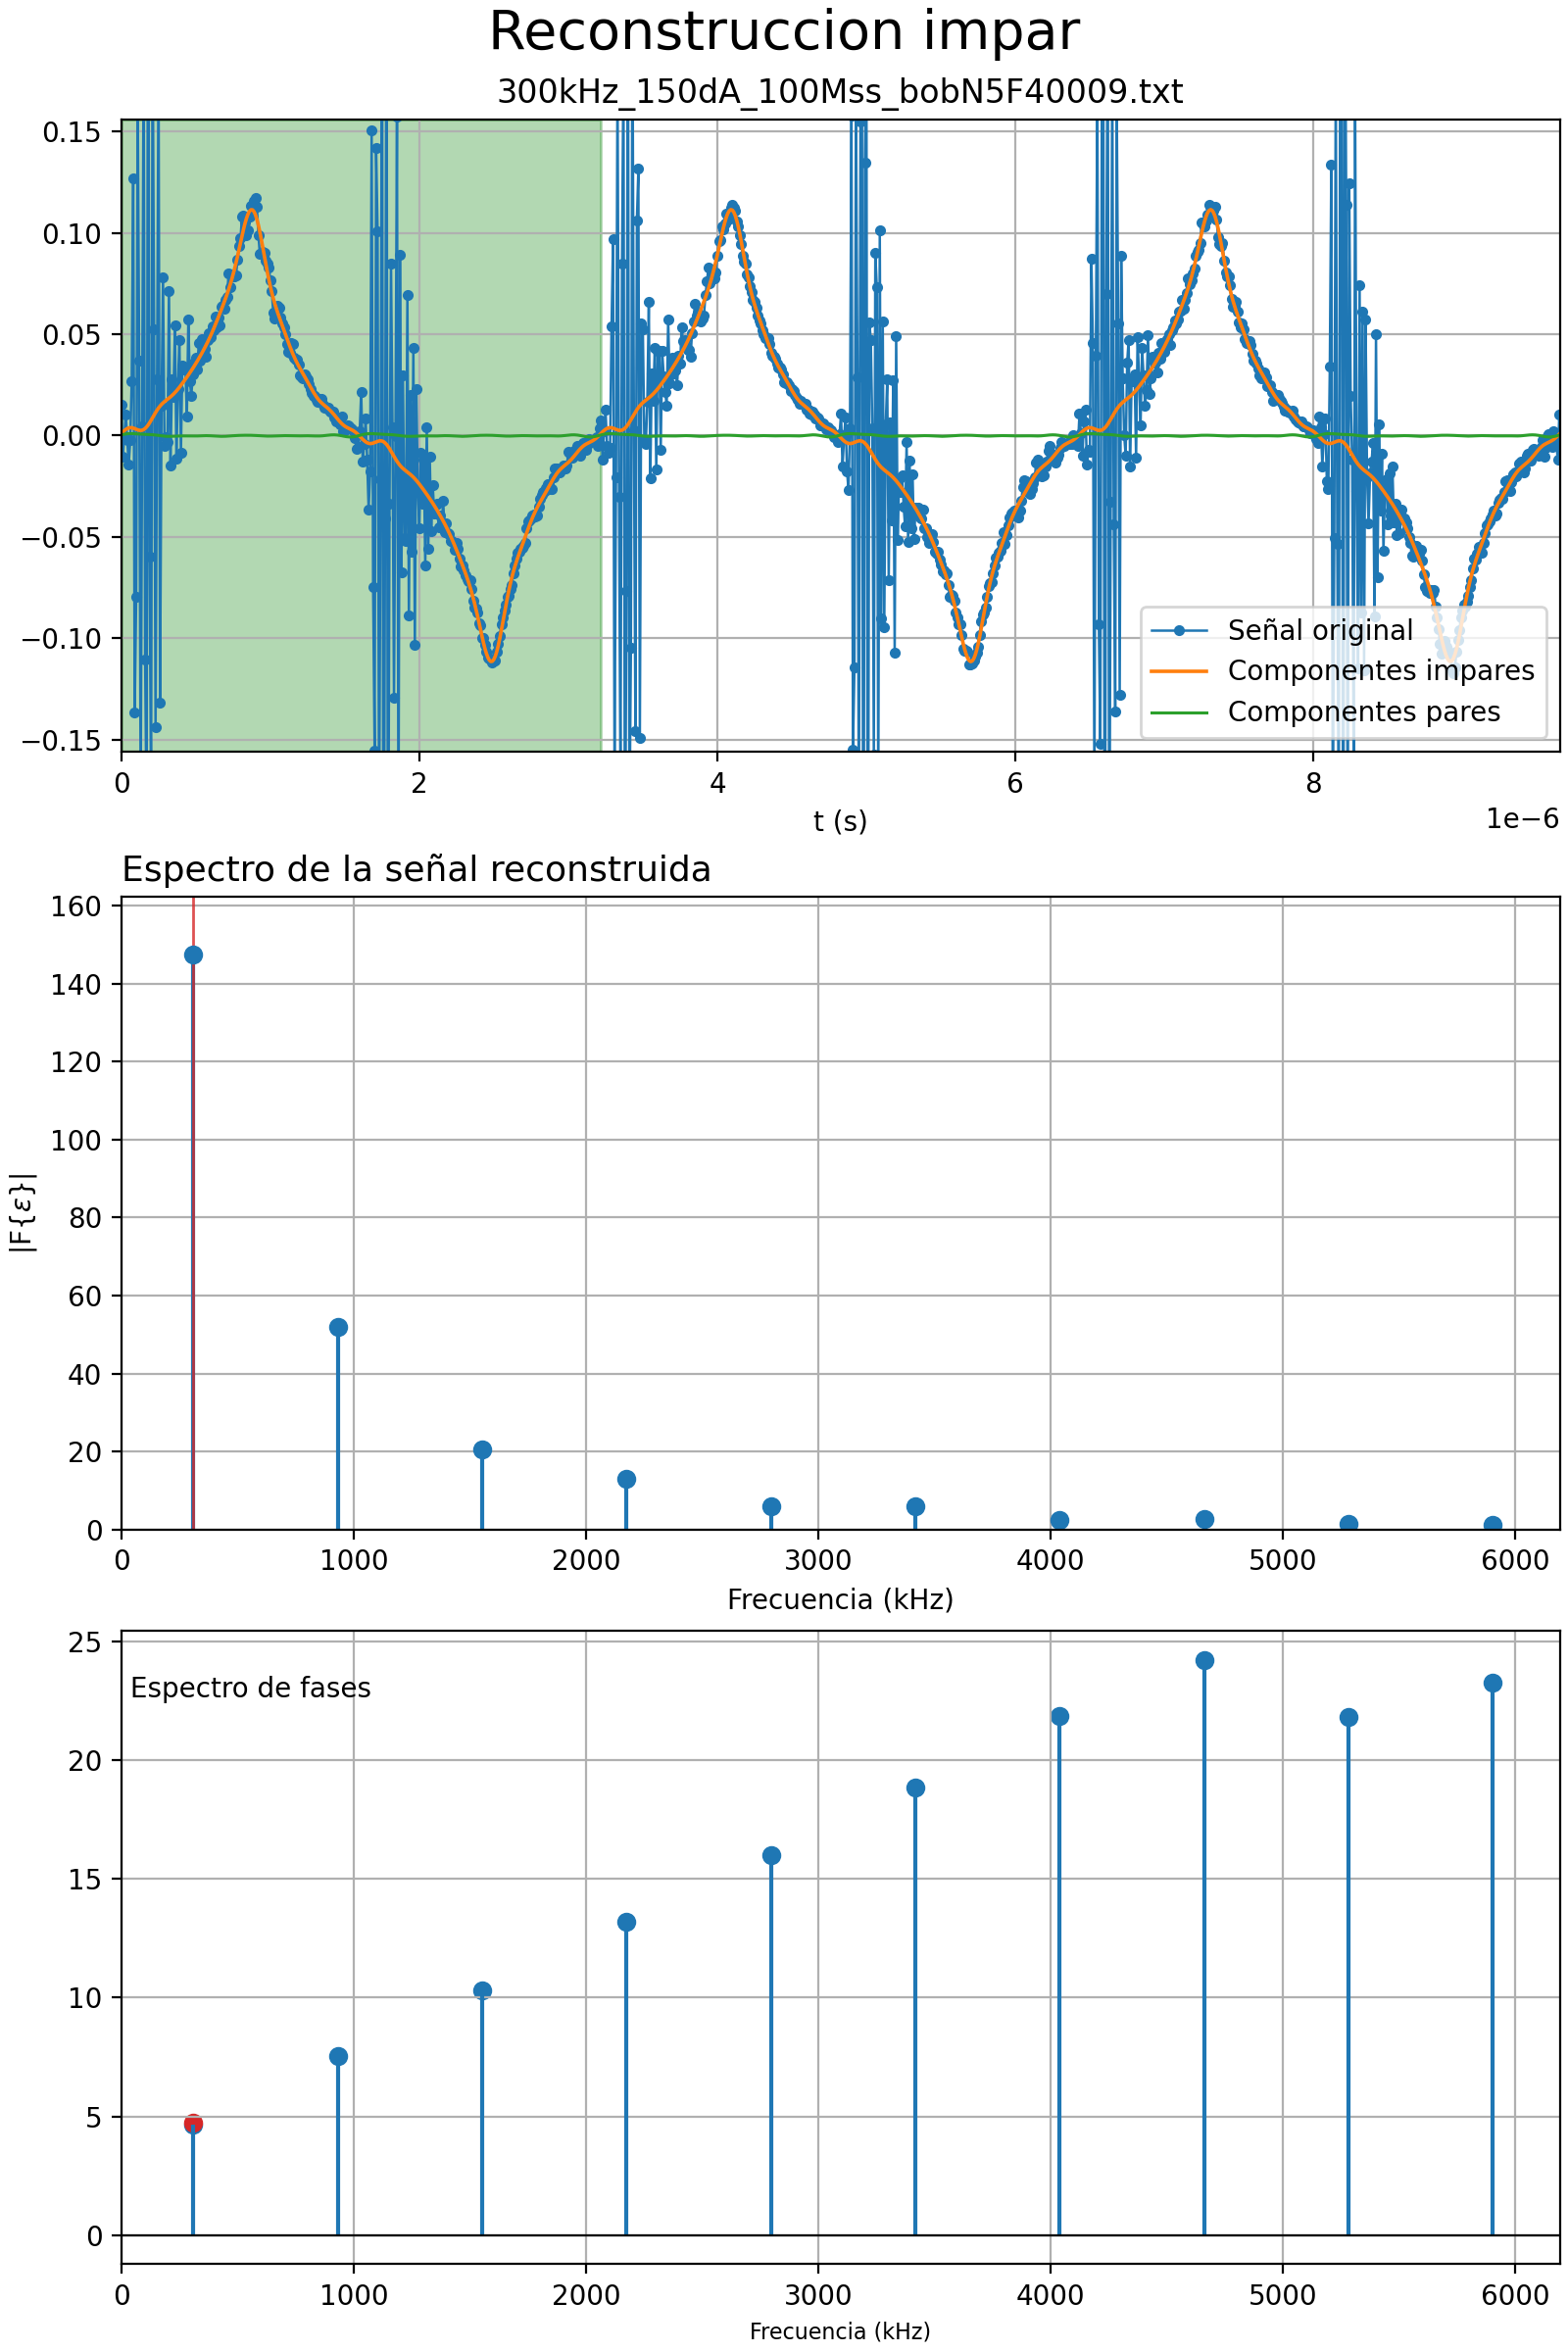 Reconstruccion impar
300kHz_150dA_100Mss_bobN5F40009.txt
0.15
0.10
0.05
0.00
−0.05
−0.10
−0.15
Señal original
Componentes impares
Componentes pares
0 2 4 6 8
1e−6
t (s)
Espectro de la señal reconstruida
160
140
120
100
80
60
40
20
0
|F{ε}|
0 1000 2000 3000 4000 5000 6000
Frecuencia (kHz)
25
Espectro de fases
20
15
10
5
0
0 1000 2000 3000 4000 5000 6000
Frecuencia (kHz)